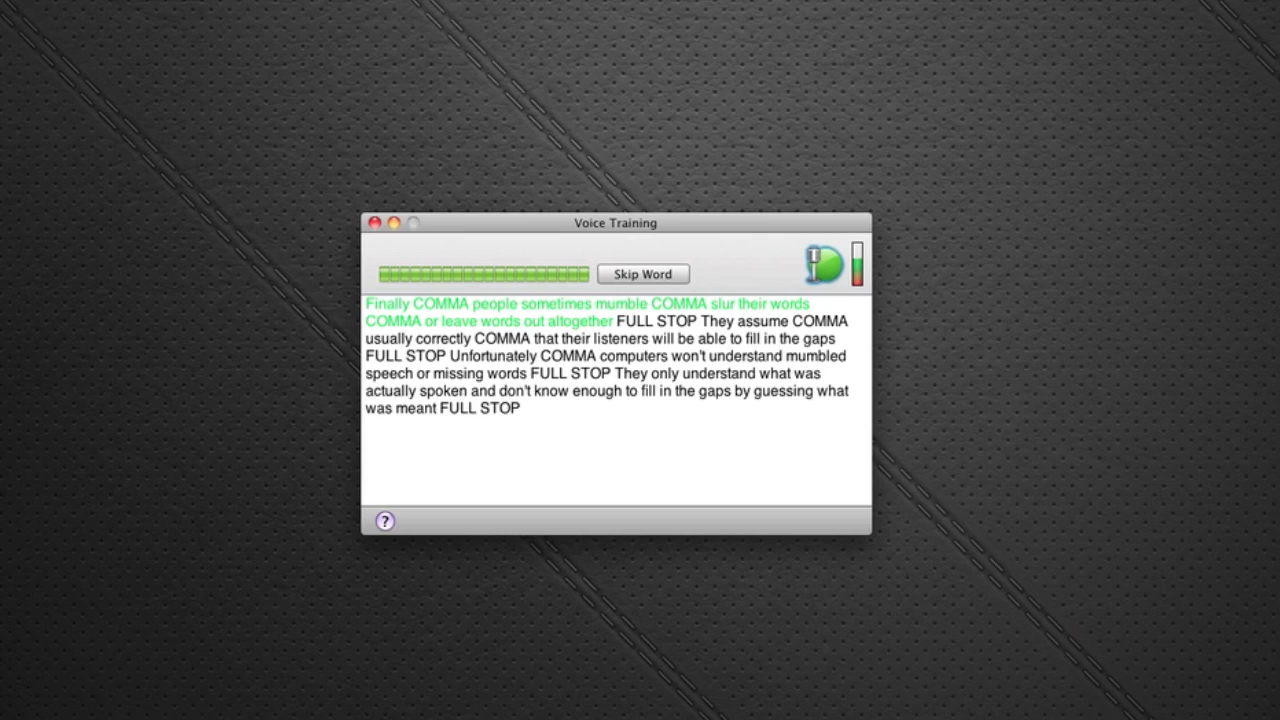 Voice Training
Skip Word
Finally COMMA people sometimes mumble COMMA slur their words
COMMA or leave words out altogether FULL STOP They assume COMMA
usually correctly COMMA that their listeners will be able to fill in the gaps
FULL STOP Unfortunately COMMA computers won't understand mumbled
speech or missing words FULL STOP They only understand what was
actually spoken and don't know enough to fill in the gaps by guessing what
was meant FULL STOP
?